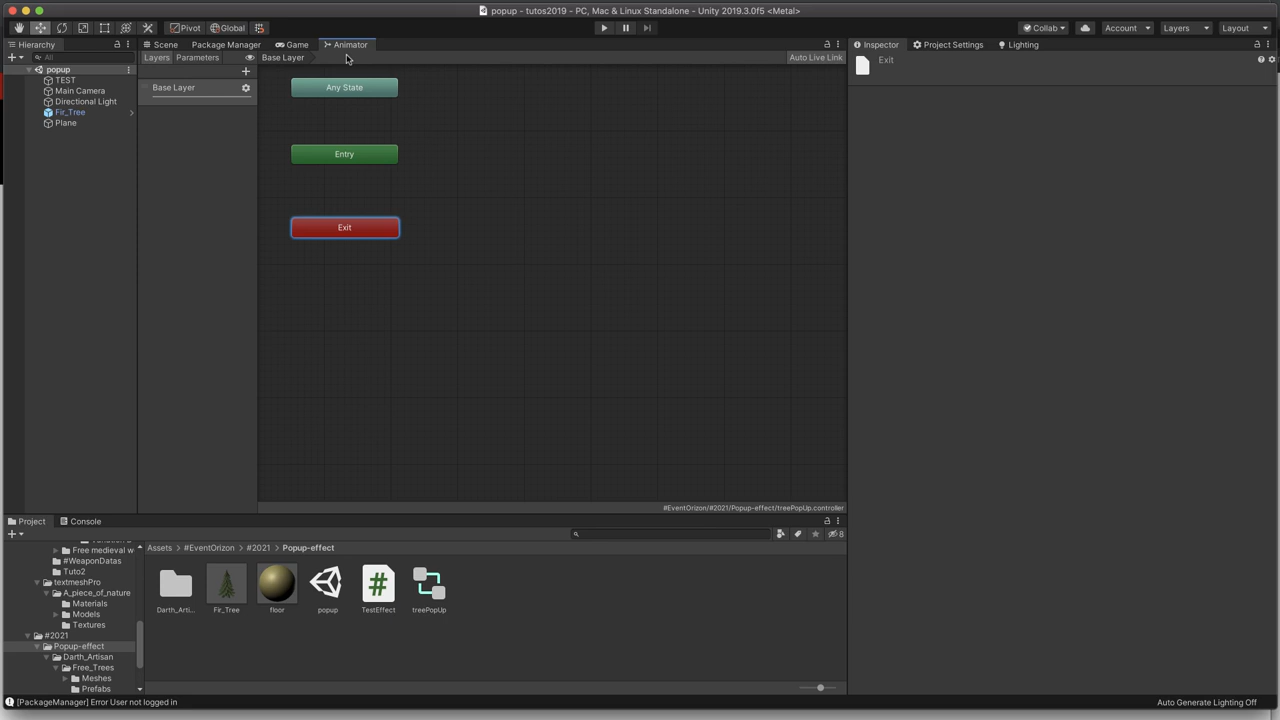 popup - tutos2019 - PC, Mac & Linux Standalone - Unity 2019.3.0f5 <Metal>
Pivot Global Collab Account Layers Layout
Hierarchy Scene Package Manager Game Animator Inspector Project Settings Lighting
All Layers Parameters Base Layer Auto Live Link Exit
popup
TEST
Main Camera Base Layer Any State
Directional Light
Fir_Tree
Plane
Entry
Exit
#EventOrizon/#2021/Popup-effect/treePopUp.controller
Project Console
8
Assets #EventOrizon #2021 Popup-effect
Free medieval w
#WeaponDatas
Tuto2
textmeshPro
A_piece_of_nature
Materials
Models
Textures
#2021
Popup-effect
Darth_Artisan
Free_Trees
Meshes
Prefabs
Darth_Arti... Fir_Tree floor popup TestEffect treePopUp
[PackageManager] Error User not logged in Auto Generate Lighting Off